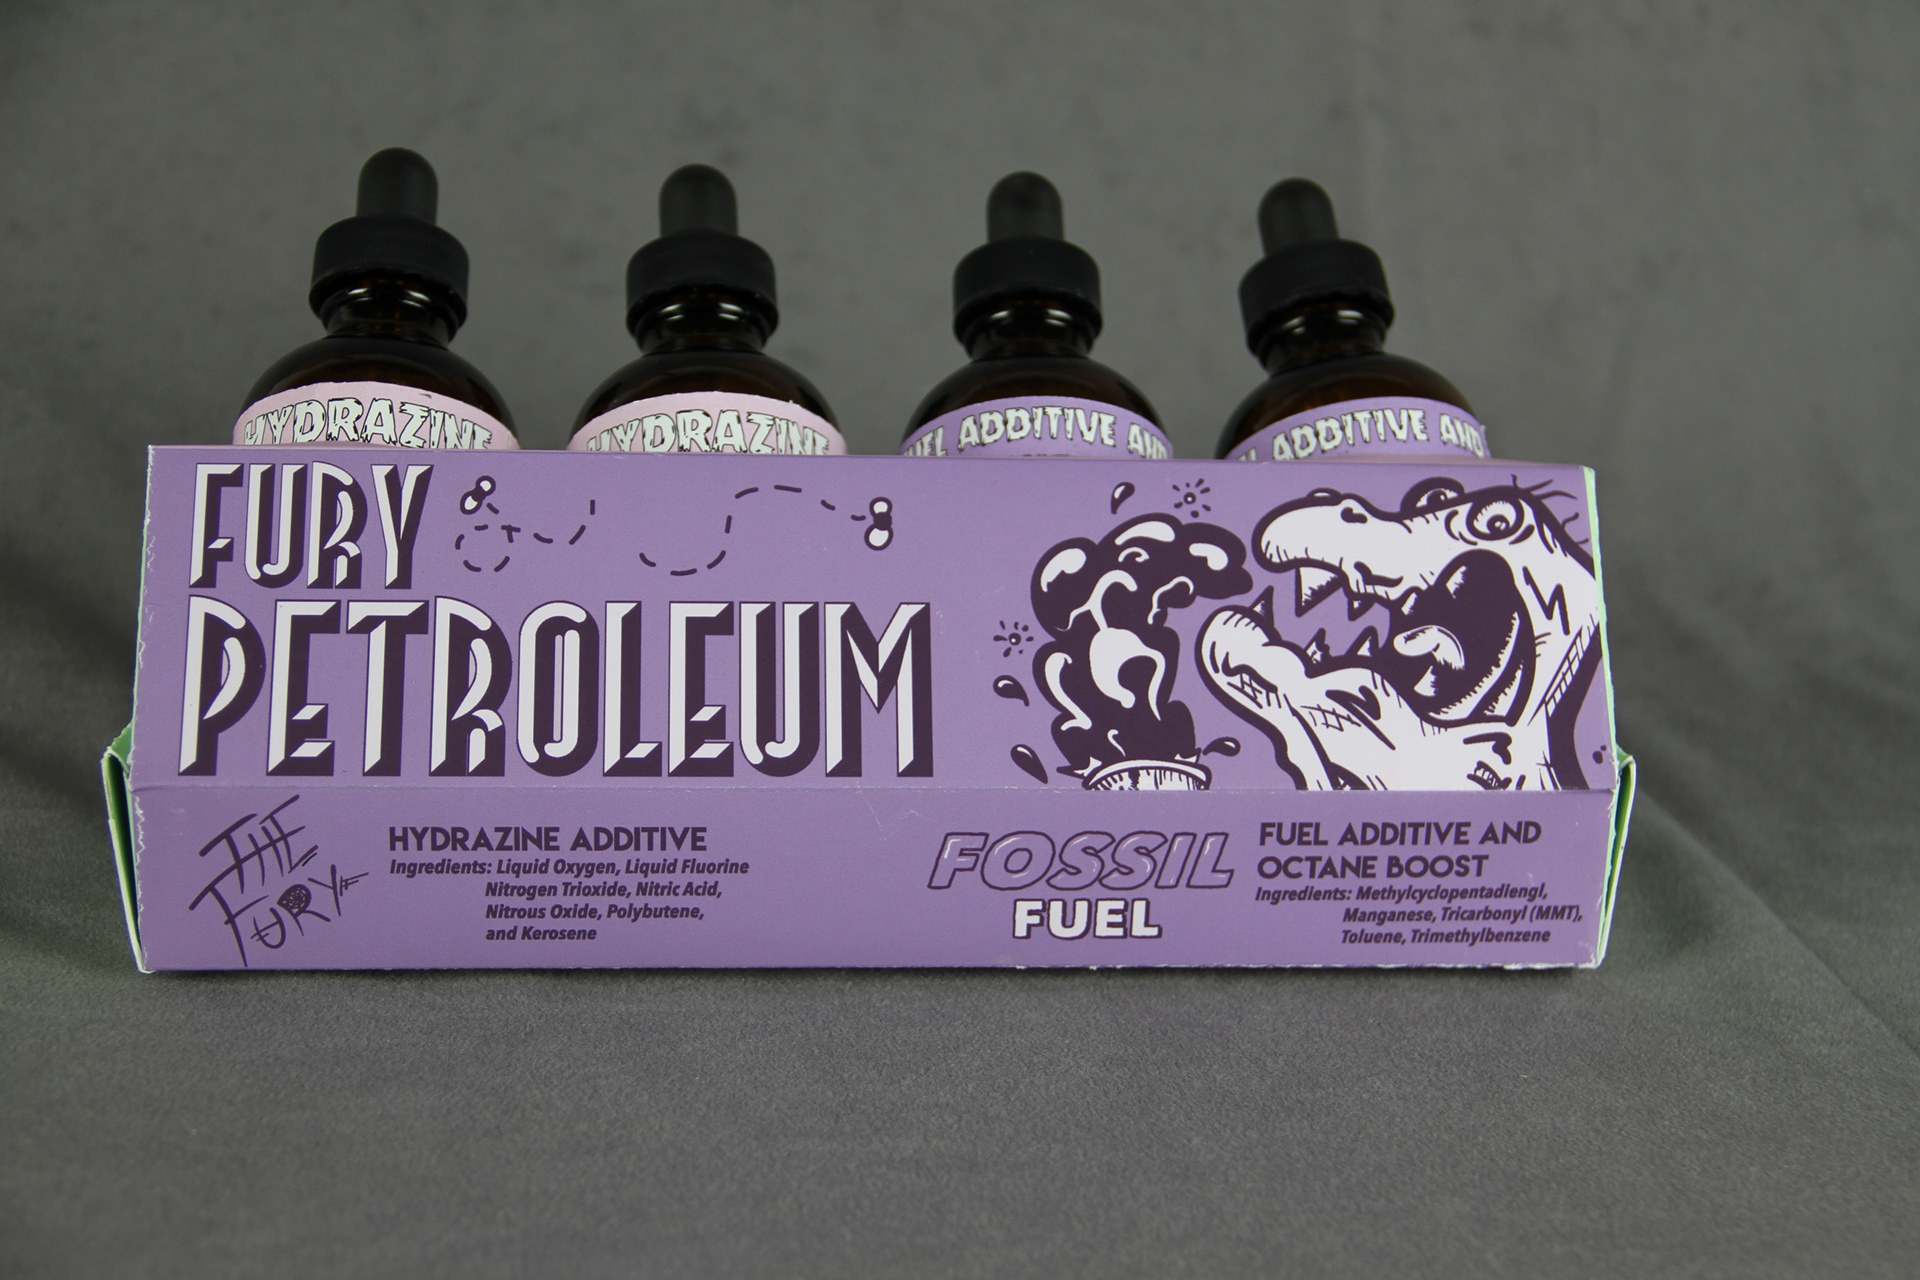 HYDRAZINE
HYDRAZINE
FUEL ADDITIVE AND
ADDITIVE AND
FURY
PETROLEUM
THE
FURY
HYDRAZINE ADDITIVE
Ingredients: Liquid Oxygen, Liquid Fluorine
Nitrogen Trioxide, Nitric Acid,
Nitrous Oxide, Polybutene,
and Kerosene
FOSSIL
FUEL
FUEL ADDITIVE AND
OCTANE BOOST
Ingredients: Methylcyclopentadiengl,
Manganese, Tricarbonyl (MMT),
Toluene, Trimethylbenzene